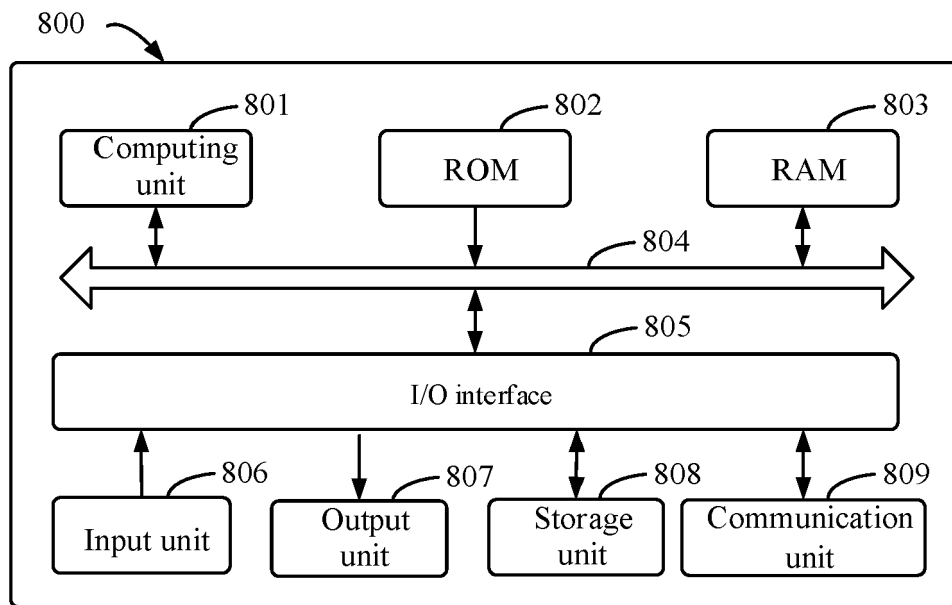 800
801
802
803
Computing
unit
ROM
RAM
804
805
I/O interface
806
807
808
809
Input unit
Output
unit
Storage
unit
Communication
unit